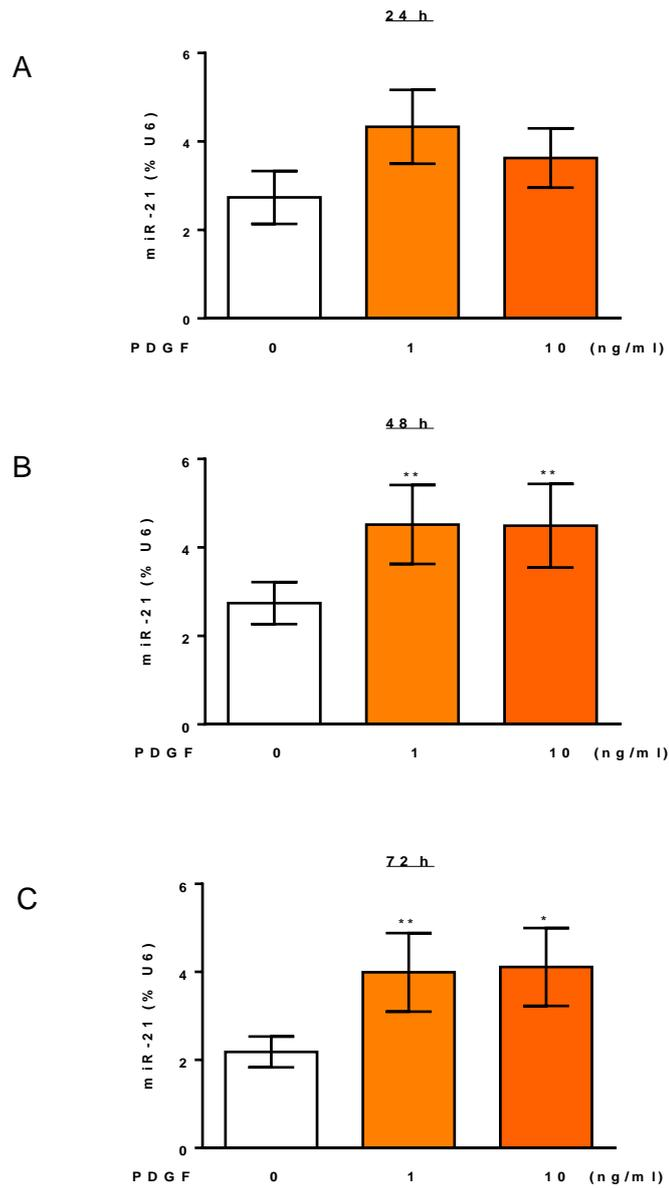 24 h
A
6
4
2
0
miR-21 (% U6)
PDGF 0 1 10 (ng/ml)
48 h
B
6
4
2
0
miR-21 (% U6)
** **
PDGF 0 1 10 (ng/ml)
72 h
C
6
4
2
0
miR-21 (% U6)
** *
PDGF 0 1 10 (ng/ml)